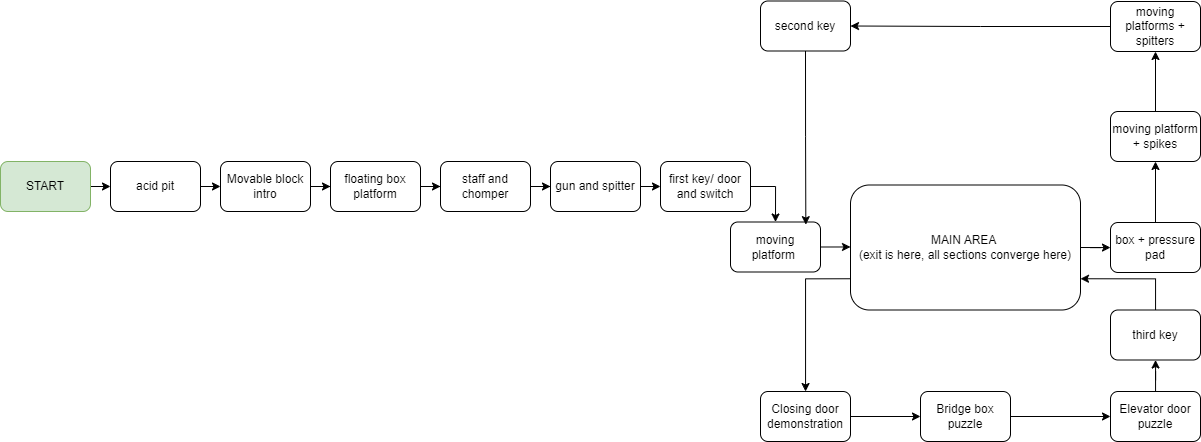 second key
moving
platforms +
spitters
moving platform
+ spikes
START
acid pit
Movable block
intro
floating box
platform
staff and
chomper
gun and spitter
first key/ door
and switch
moving
platform
MAIN AREA
(exit is here, all sections converge here)
box + pressure
pad
third key
Closing door
demonstration
Bridge box
puzzle
Elevator door
puzzle